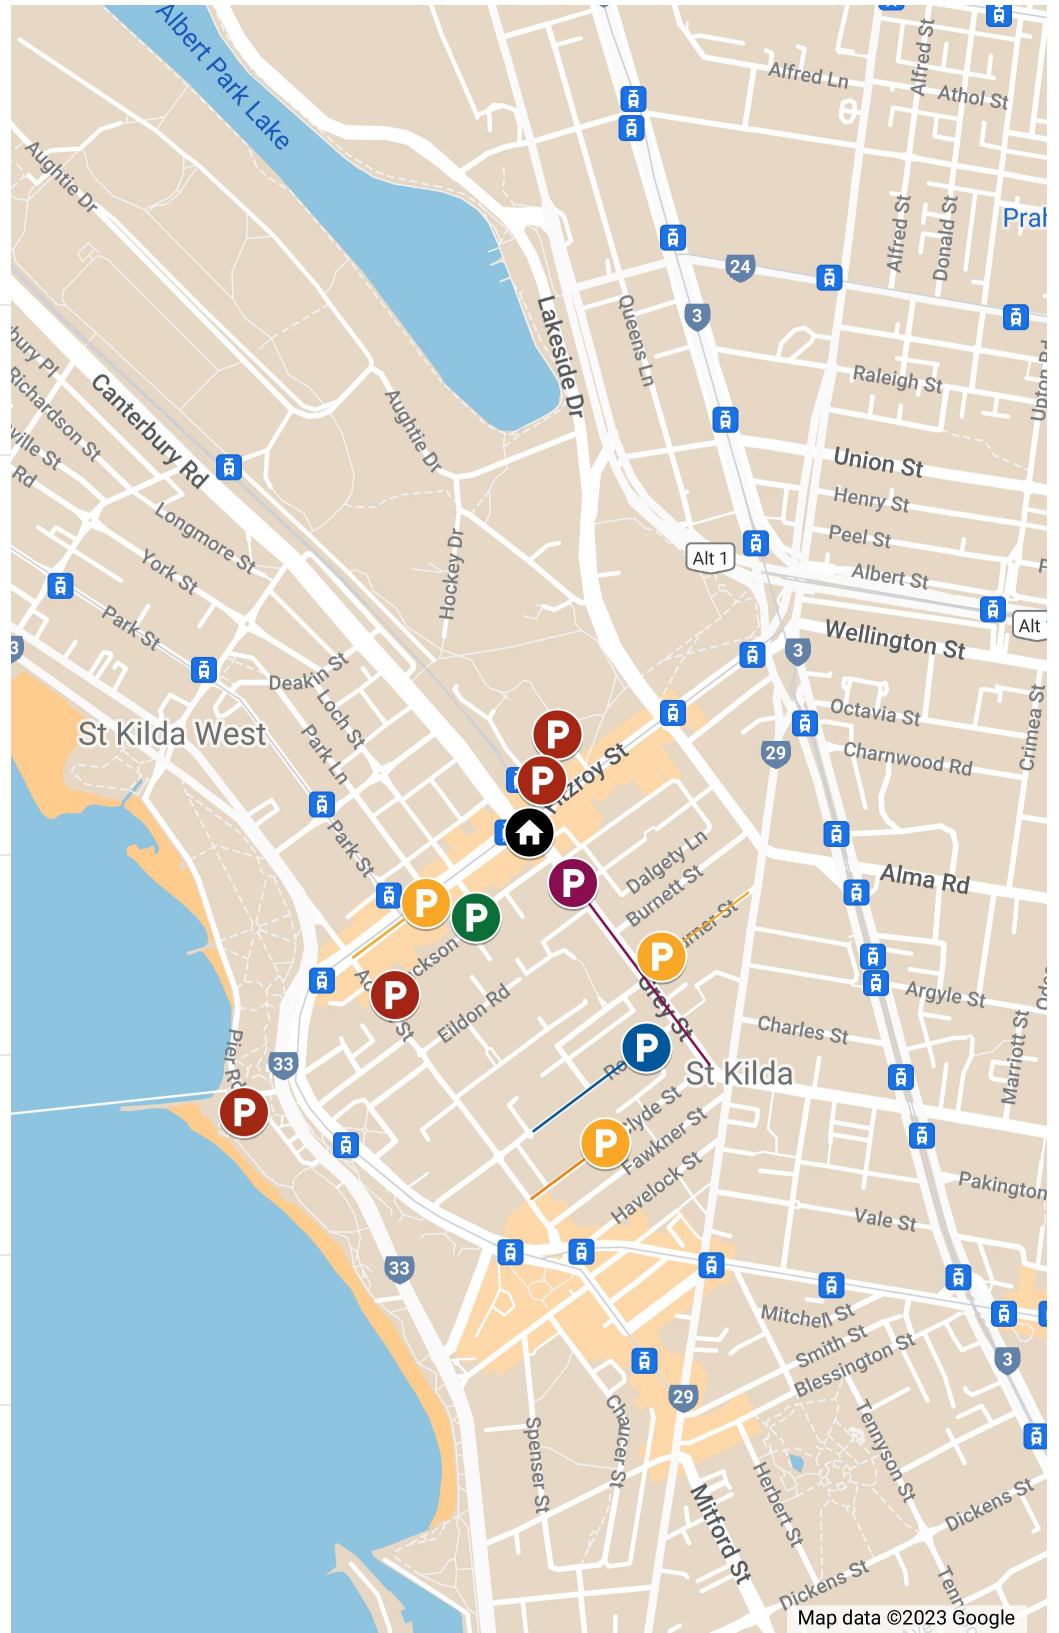 Albert Park Lake
Alfred St
Alfred Ln
Athol St
Aughtie Dr
Alfred St
Donald St
24
3
Lakeside Dr
Queens Ln
Richardson St
Canterbury Rd
Aughtie Dr
Raleigh St
Union St
Henry St
Longmore St
Peel St
York St
Hockey Dr
Alt 1
Albert St
Park St
Alt
Wellington St
3
3
Deakin St
Loch St
Octavia St
Crimea St
St Kilda West
Park Ln
29
Charnwood Rd
P
P
Fitzroy St
Park St
Dalgety Ln
Burnett St
Alma Rd
P
P
P
P
P
Grey St
Eildon Rd
Argyle St
Charles St
Marriott St
Pier Rd
33
P
St Kilda
P
P
Fawkner St
Havelock St
Pakington
Vale St
33
Mitchell St
Smith St
Blessington St
3
29
Chaucer St
Spenser St
Tennyson St
Herbert St
Mitford St
Dickens St
Dickens St
Map data ©2023 Google